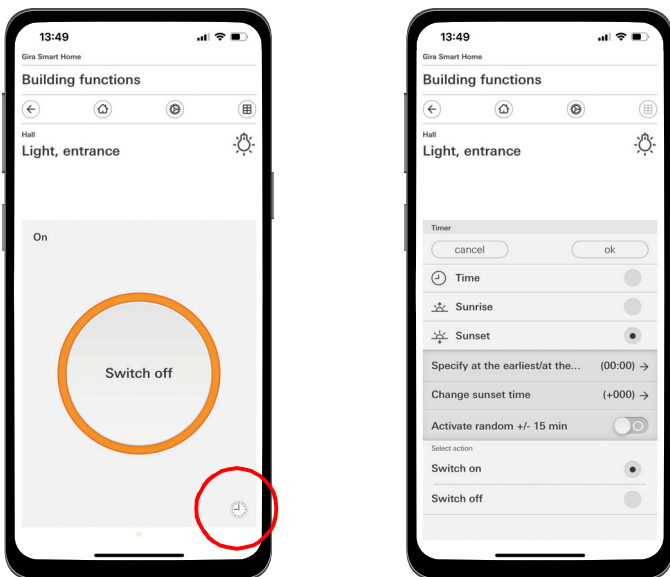 13:49
Gira Smart Home
Building functions
Hall
Light, entrance
On
Switch off
13:49
Gira Smart Home
Building functions
Hall
Light, entrance
Timer
cancel ok
Time
Sunrise
Sunset
Specify at the earliest/at the... (00:00) →
Change sunset time (+000) →
Activate random +/- 15 min
Select action
Switch on
Switch off